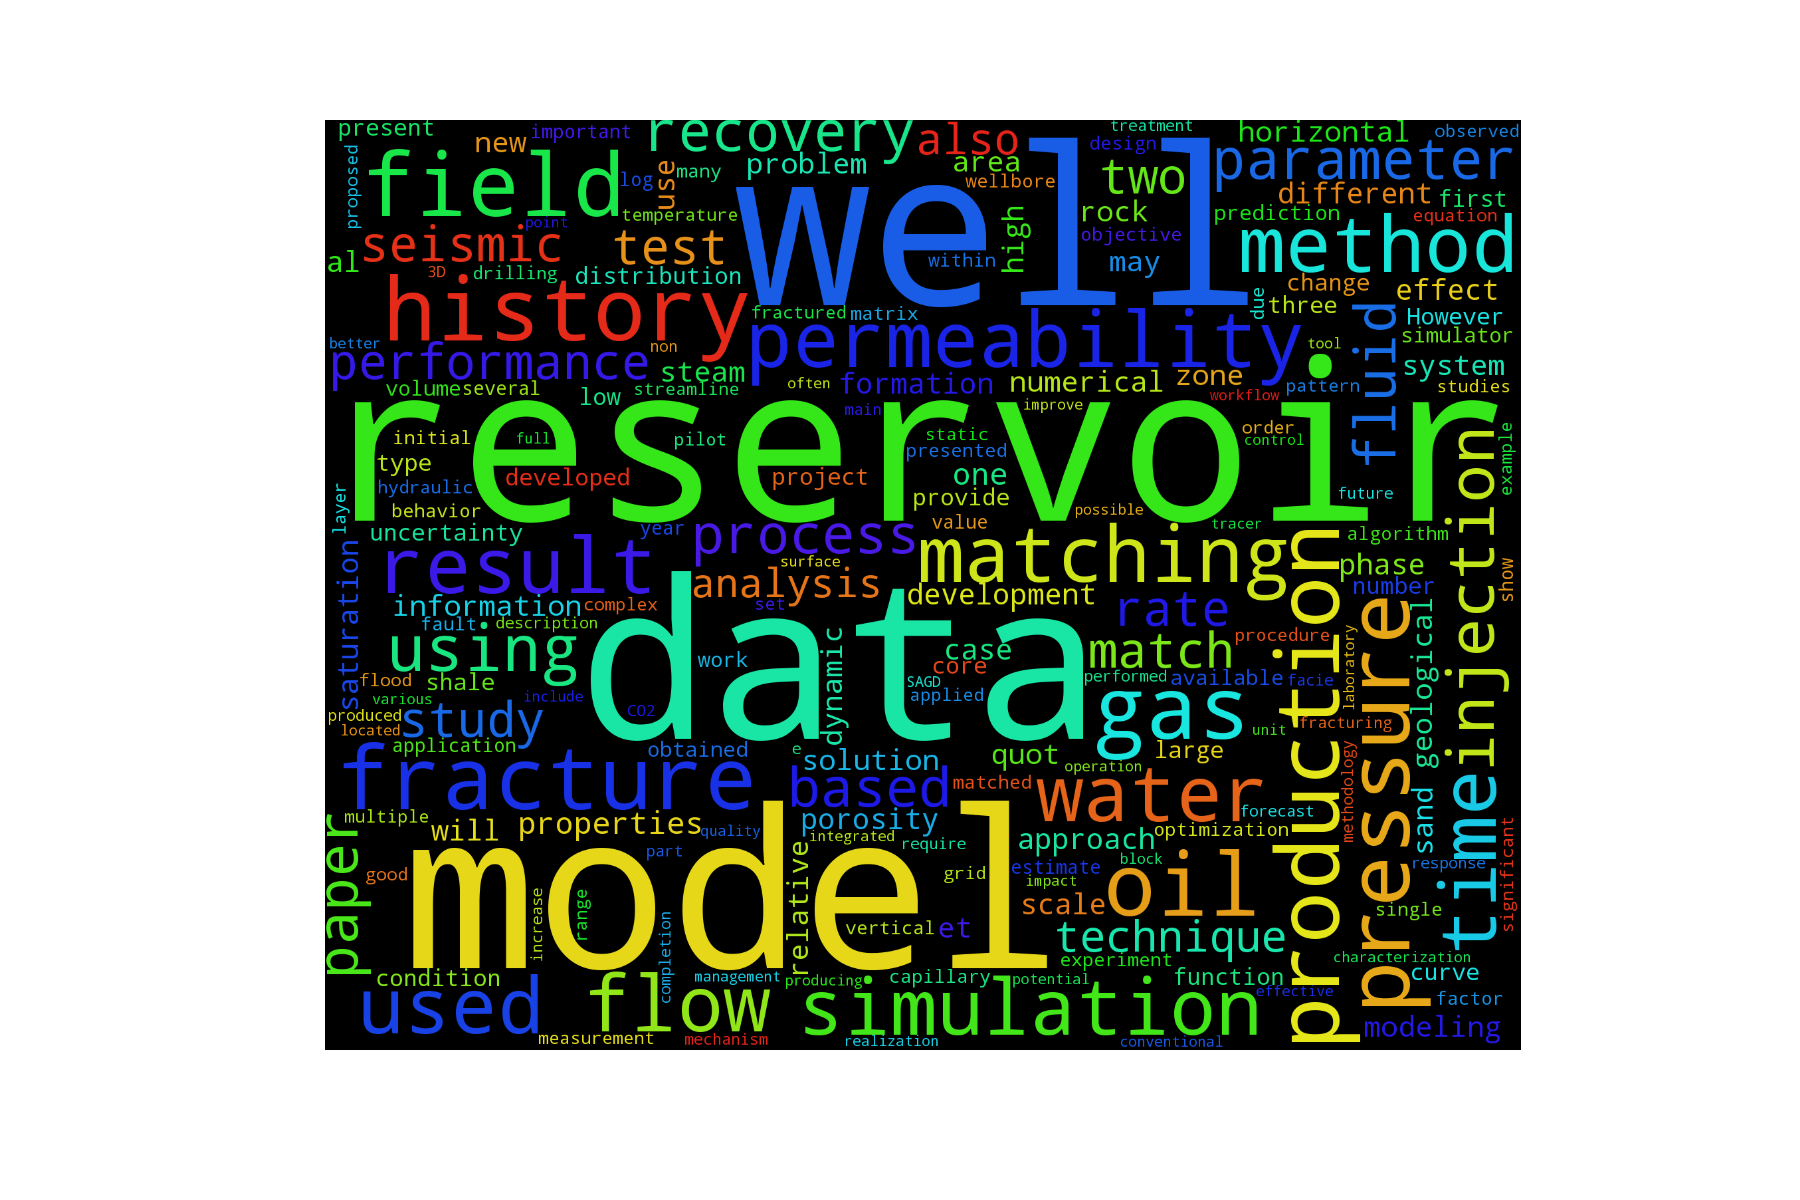 present
important
recovery
also
treatment
design
horizontal
observed
new
problem
area
two
parameter
proposed
field
log
use
many
wellbore
well
different
first
temperature
point
rock
prediction
equation
seismic
test
objective
method
al
3D
drilling
distribution
within
high
may
change
effect
history
fractured
matrix
permeability
due
three
However
simulator
better
performance
non
steam
tool
fluid
system
volume
several
low
streamline
often
formation
numerical
zone
pattern
studies
main
improve
workflow
reservoir
initial
full
pilot
static
presented
order
control
type
developed
project
one
example
hydraulic
provide
future
layer
behavior
value
possible
tracer
injection
uncertainty
year
process
matching
algorithm
saturation
result
surface
analysis
development
phase
number
show
information
complex
set
data
rate
production
pressure
fault
description
using
work
dynamic
case
match
procedure
laboratory
geological
core
flood
shale
SAGD
applied
performed
available
facie
various
include
CO2
gas
produced
study
located
fracturing
unit
application
obtained
e
solution
quot
large
time
fracture
based
matched
operation
water
methodology
sand
multiple
will
properties
quality
porosity
integrated
require
approach
optimization
forecast
significant
paper
model
part
relative
block
estimate
response
good
grid
impact
oil
increase
range
scale
single
completion
vertical
et
technique
experiment
characterization
condition
management
producing
capillary
potential
function
curve
used
flow
simulation
effective
factor
modeling
measurement
mechanism
realization
conventional